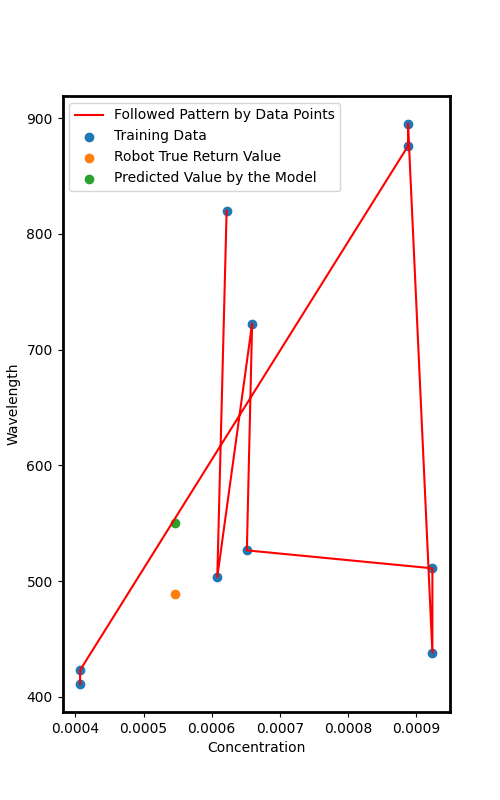 Followed Pattern by Data Points
Training Data
Robot True Return Value
Predicted Value by the Model
900
800
700
600
500
400
Wavelength
0.0004 0.0005 0.0006 0.0007 0.0008 0.0009
Concentration